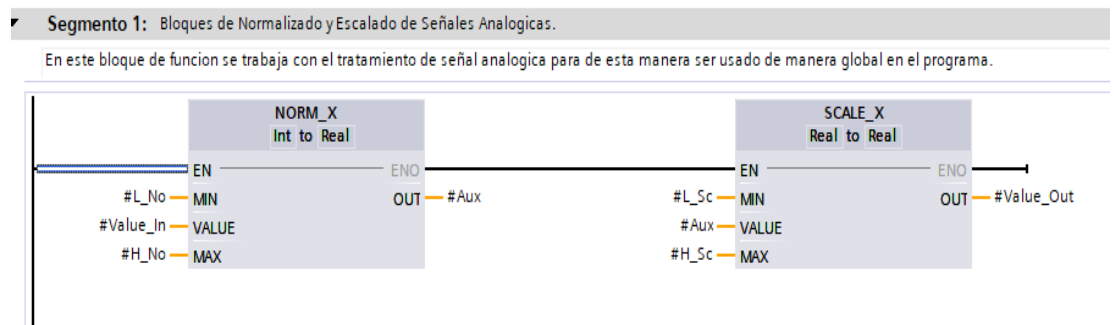 Segmento 1: Bloques de Normalizado y Escalado de Señales Analogicas.
En este bloque de funcion se trabaja con el tratamiento de señal analogica para de esta manera ser usado de manera global en el programa.
NORM_X
Int to Real
EN ENO
#L_No MIN OUT #Aux
#Value_In VALUE
#H_No MAX
SCALE_X
Real to Real
EN ENO
#L_Sc MIN OUT #Value_Out
#Aux VALUE
#H_Sc MAX